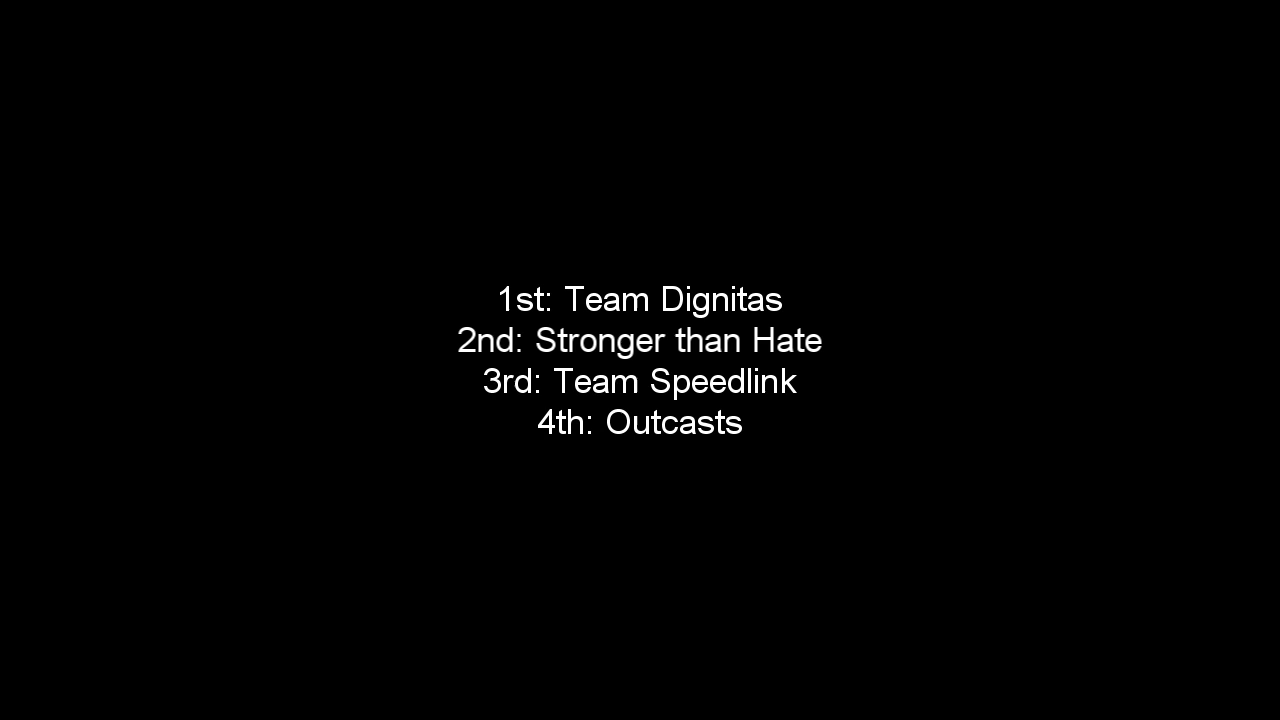 1st: Team Dignitas
2nd: Stronger than Hate
3rd: Team Speedlink
4th: Outcasts